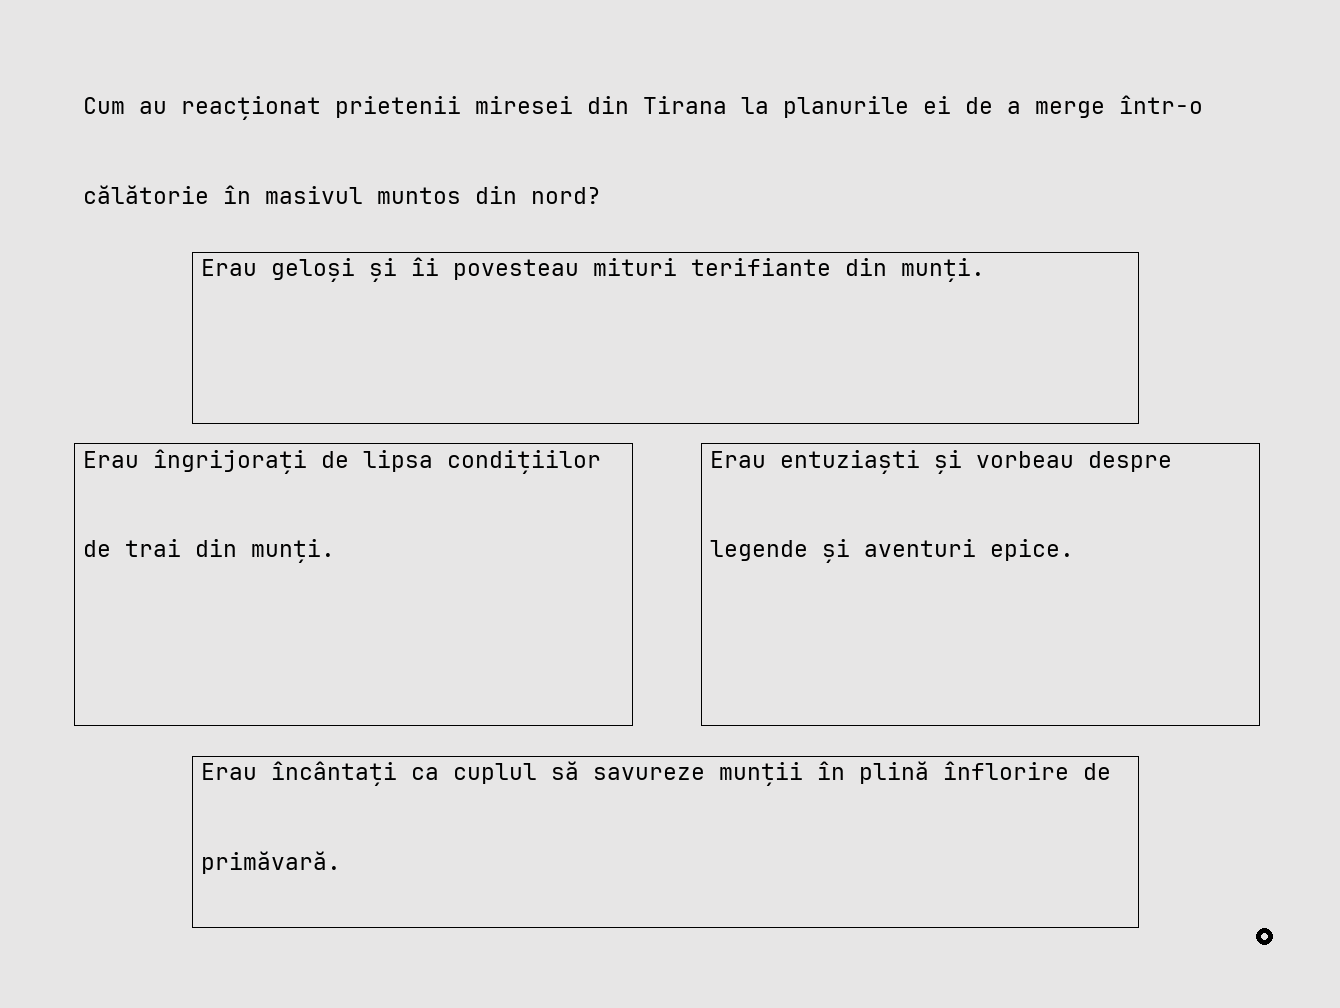 Cum au reacționat prietenii miresei din Tirana la planurile ei de a merge într-o
călătorie în masivul muntos din nord?
Erau geloși și îi povesteau mituri terifiante din munți.
Erau îngrijorați de lipsa condițiilor
de trai din munți.
Erau entuziaști și vorbeau despre
legende și aventuri epice.
Erau încântați ca cuplul să savureze munții în plină înflorire de
primăvară.